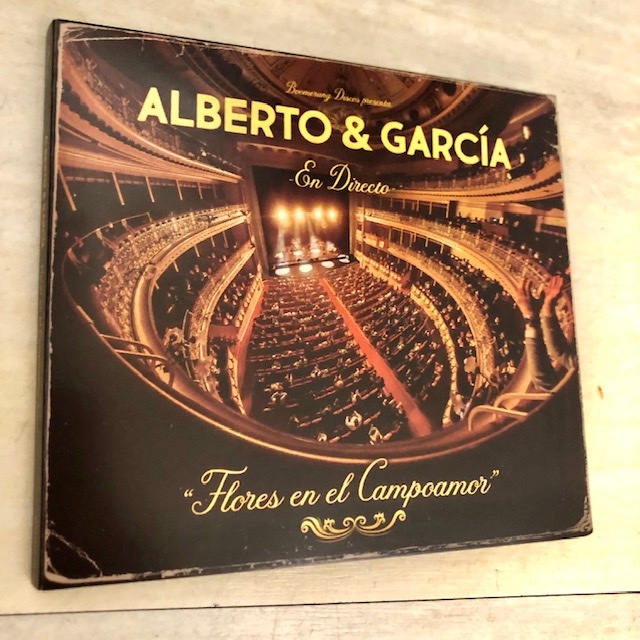 Boomerang Discos presenta
ALBERTO & GARCÍA
-En Directo-
"Flores en el Campoamor"